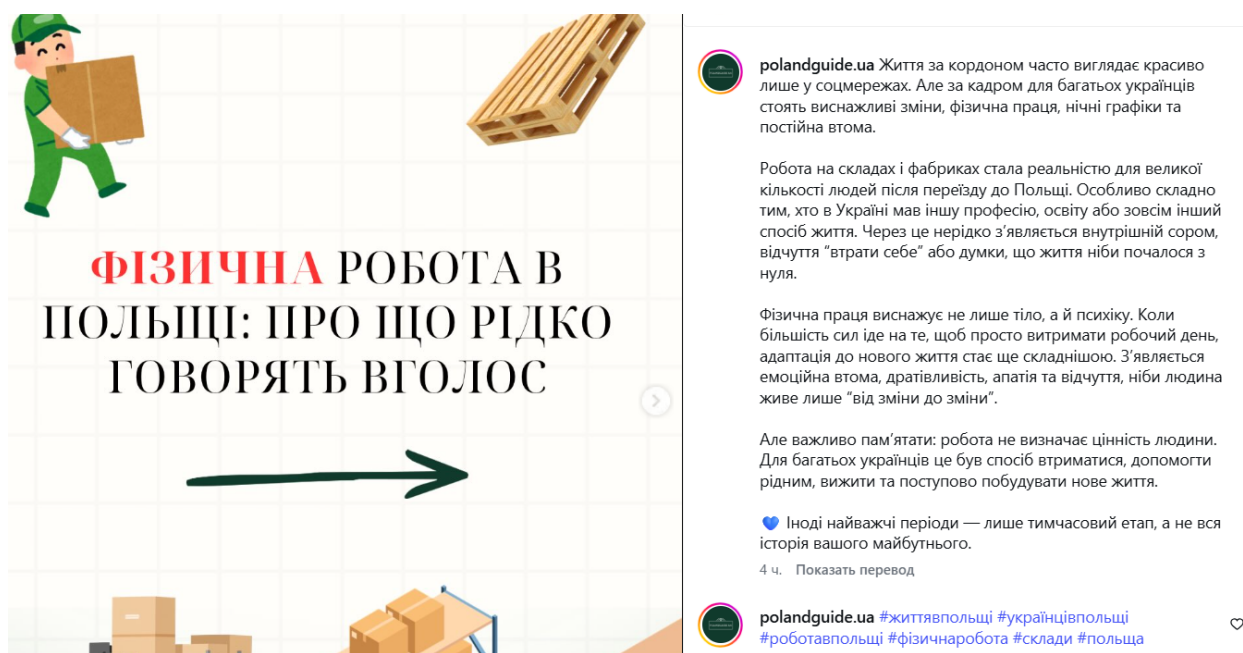 ФІЗИЧНА РОБОТА В
ПОЛЬЩІ: ПРО ЩО РІДКО
ГОВОРЯТЬ ВГОЛОС
polandguide.ua Життя за кордоном часто виглядає красиво
лише у соцмережах. Але за кадром для багатьох українців
стоять виснажливі зміни, фізична праця, нічні графіки та
постійна втома.
Робота на складах і фабриках стала реальністю для великої
кількості людей після переїзду до Польщі. Особливо складно
тим, хто в Україні мав іншу професію, освіту або зовсім інший
спосіб життя. Через це нерідко з’являється внутрішній сором,
відчуття “втрати себе” або думки, що життя ніби почалося з
нуля.
Фізична праця виснажує не лише тіло, а й психіку. Коли
більшість сил іде на те, щоб просто витримати робочий день,
адаптація до нового життя стає ще складнішою. З’являється
емоційна втома, дратівливість, апатія та відчуття, ніби людина
живе лише “від зміни до зміни”.
Але важливо пам’ятати: робота не визначає цінність людини.
Для багатьох українців це був спосіб втриматися, допомогти
рідним, вижити та поступово побудувати нове життя.
💙 Іноді найважчі періоди — лише тимчасовий етап, а не вся
історія вашого майбутнього.
4 ч. Показать перевод
polandguide.ua #життявпольщі #українцівпольщі
#роботавпольщі #фізичнаробота #склади #польща